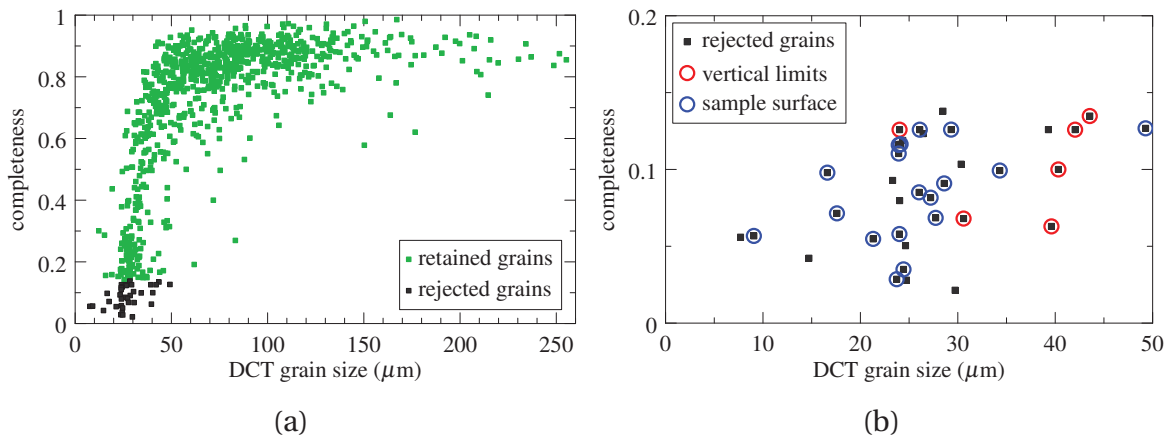 1
0.8
0.6
0.4
0.2
0
completeness
0 50 100 150 200 250
DCT grain size (μm)
retained grains
rejected grains
(a)
0.2
0.1
0
completeness
0 10 20 30 40 50
DCT grain size (μm)
rejected grains
vertical limits
sample surface
(b)